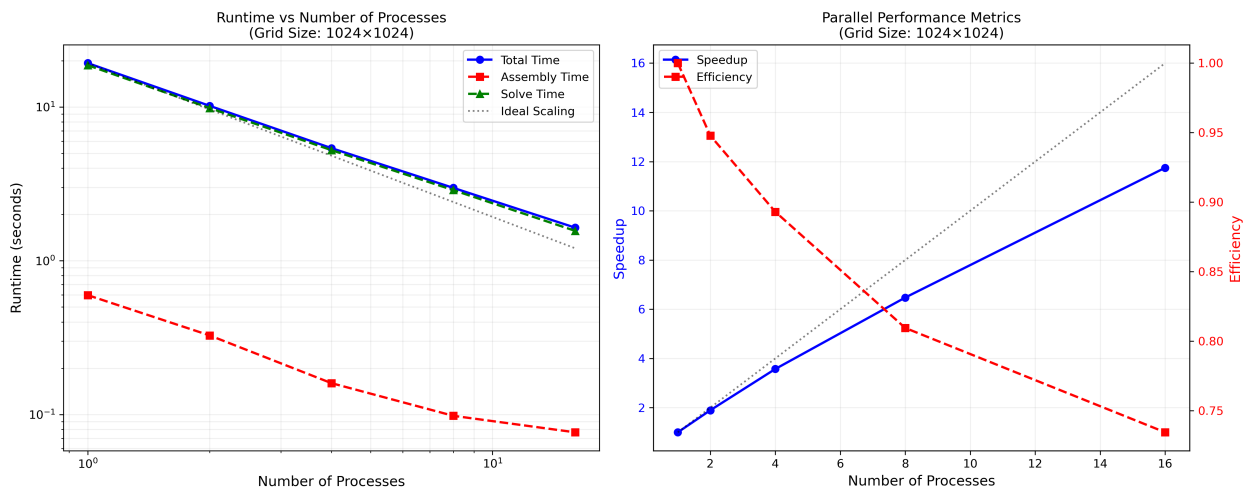 Runtime vs Number of Processes
(Grid Size: 1024×1024)
Total Time
Assembly Time
Solve Time
Ideal Scaling
10¹
10⁰
10⁻¹
Runtime (seconds)
10⁰
10¹
Number of Processes
Parallel Performance Metrics
(Grid Size: 1024×1024)
Speedup
Efficiency
16
14
12
10
8
6
4
2
Speedup
2
4
6
8
10
12
14
16
Number of Processes
1.00
0.95
0.90
0.85
0.80
0.75
Efficiency